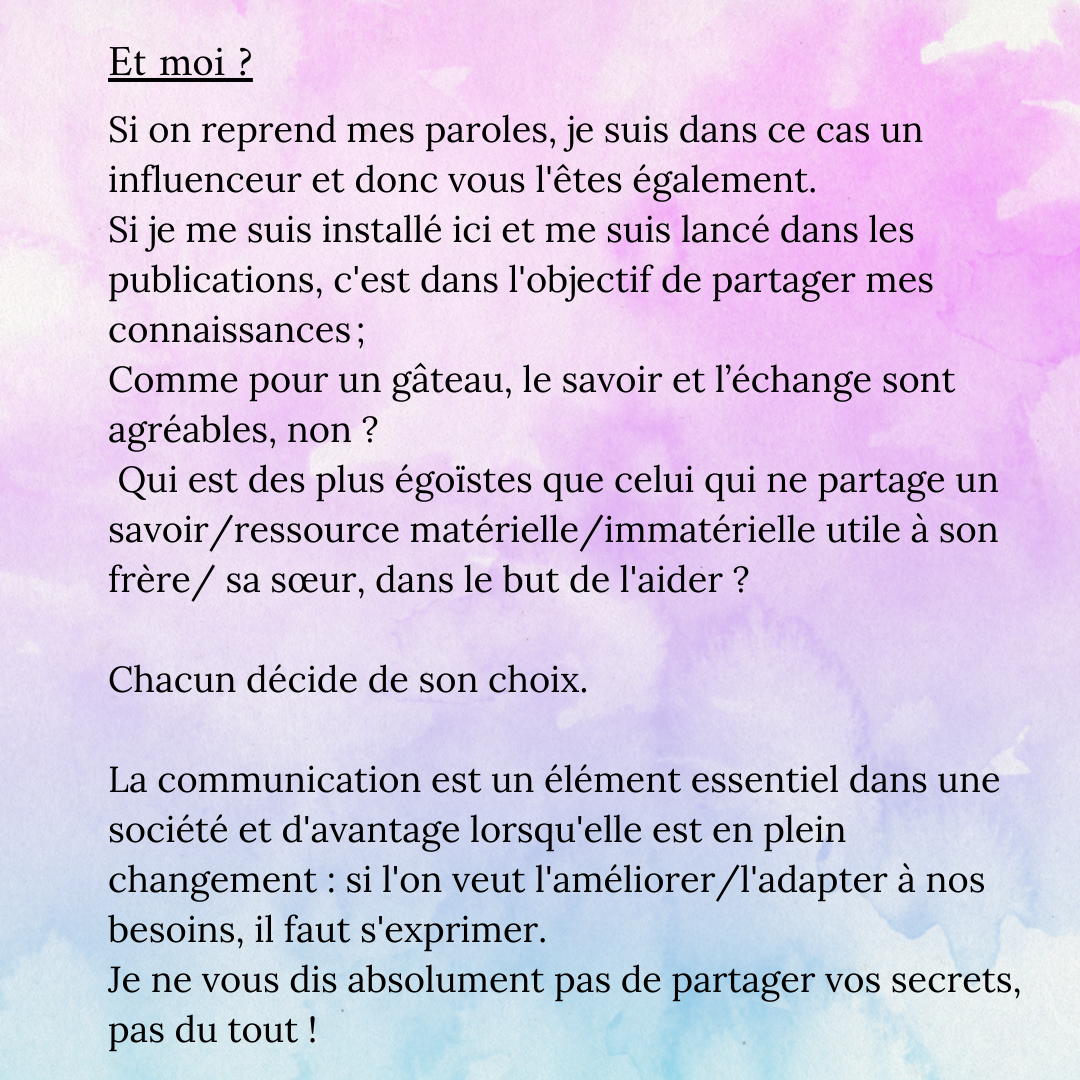 Et moi ?
Si on reprend mes paroles, je suis dans ce cas un
influenceur et donc vous l'êtes également.
Si je me suis installé ici et me suis lancé dans les
publications, c'est dans l'objectif de partager mes
connaissances ;
Comme pour un gâteau, le savoir et l’échange sont
agréables, non ?
Qui est des plus égoïstes que celui qui ne partage un
savoir/ressource matérielle/immatérielle utile à son
frère/ sa sœur, dans le but de l'aider ?
Chacun décide de son choix.
La communication est un élément essentiel dans une
société et d'avantage lorsqu'elle est en plein
changement : si l'on veut l'améliorer/l'adapter à nos
besoins, il faut s'exprimer.
Je ne vous dis absolument pas de partager vos secrets,
pas du tout !